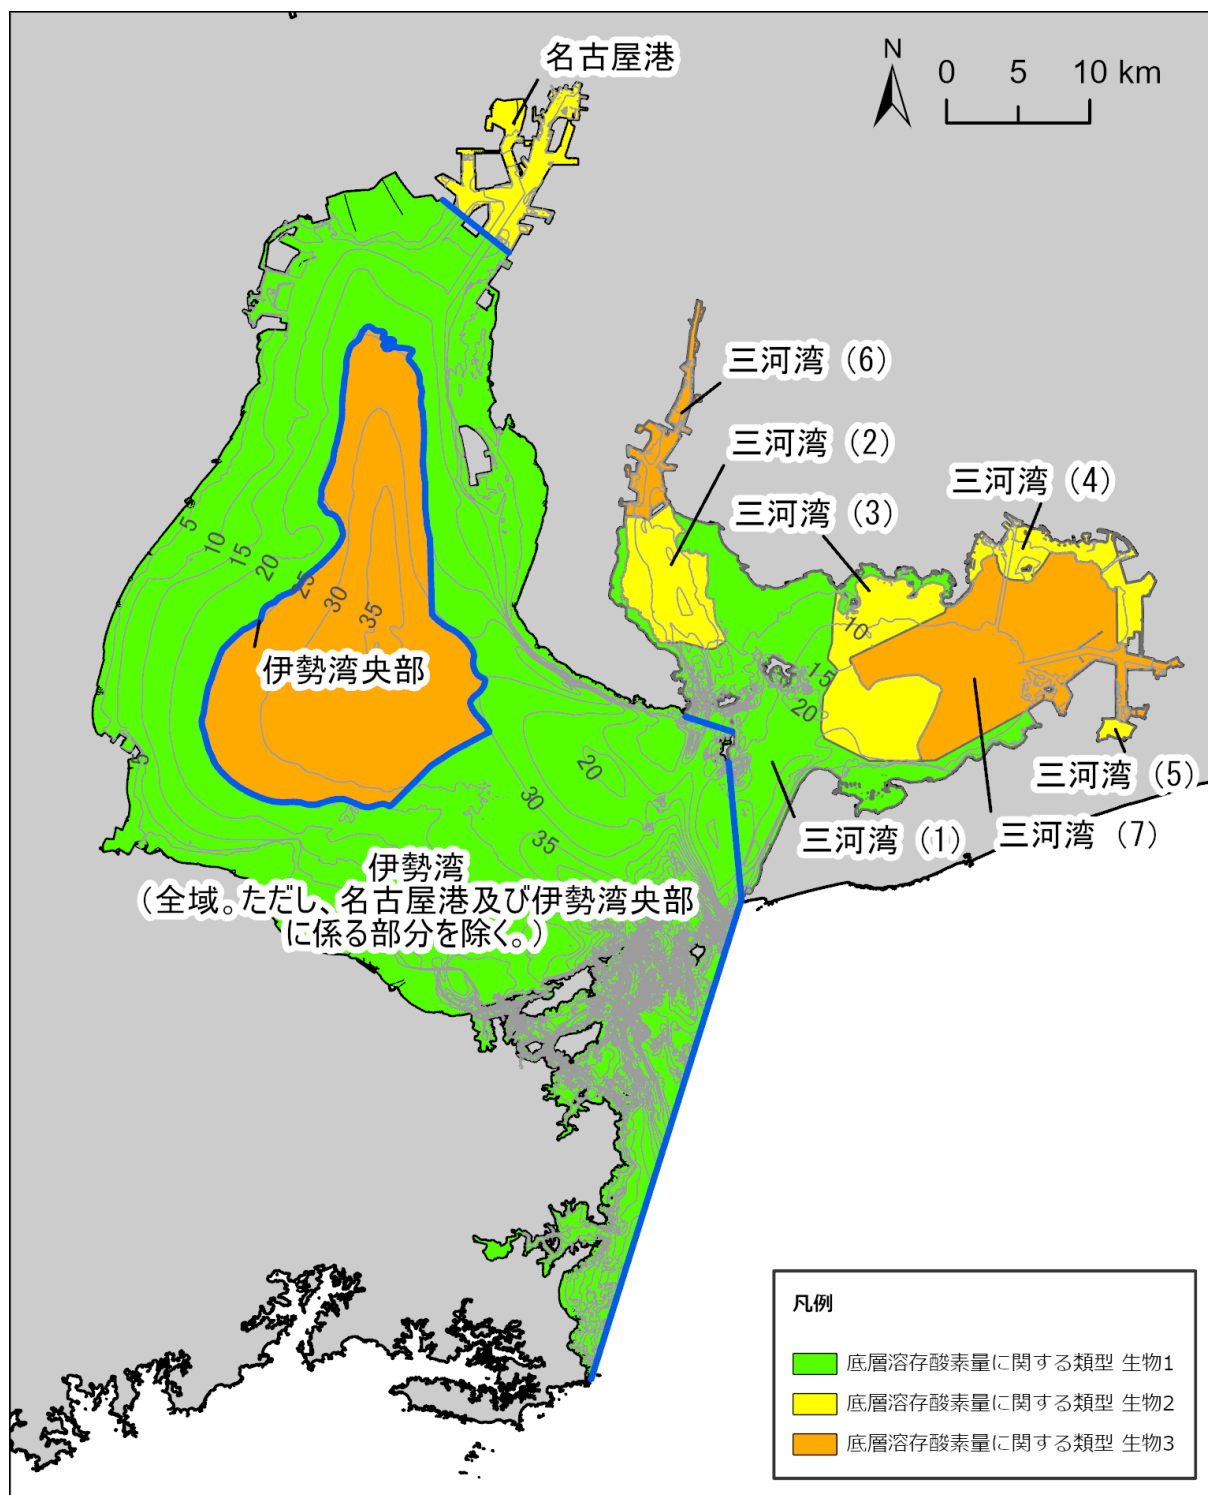 名古屋港
N
0 5 10 km
三河湾（6）
三河湾（2）
三河湾（3）
三河湾（4）
5
10
15
20
25
30
35
10
15
20
伊勢湾央部
20
30
35
三河湾（5）
三河湾（1）
三河湾（7）
伊勢湾
（全域。ただし、名古屋港及び伊勢湾央部
に係る部分を除く。）
凡例
底層溶存酸素量に関する類型 生物1
底層溶存酸素量に関する類型 生物2
底層溶存酸素量に関する類型 生物3